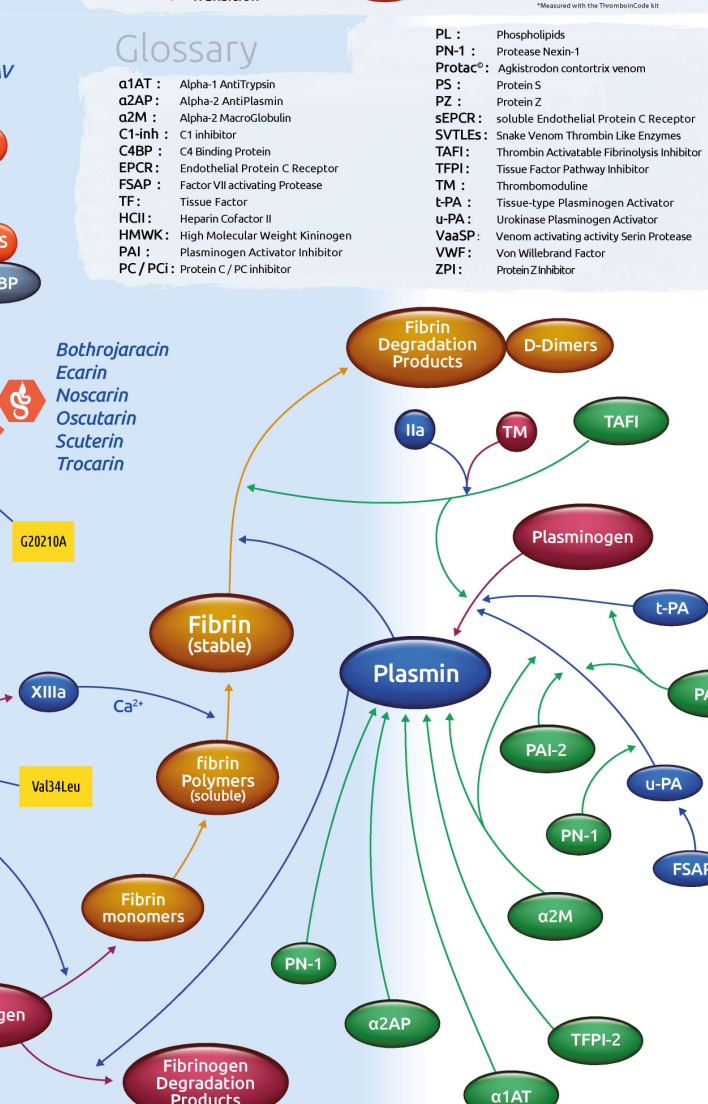 Transition
*Measured with the ThromboinCode kit
Glossary
α1AT : Alpha-1 AntiTrypsin
α2AP : Alpha-2 AntiPlasmin
α2M : Alpha-2 MacroGlobulin
C1-inh : C1 inhibitor
C4BP : C4 Binding Protein
EPCR : Endothelial Protein C Receptor
FSAP : Factor VII activating Protease
TF : Tissue Factor
HCII : Heparin Cofactor II
HMWK : High Molecular Weight Kininogen
PAI : Plasminogen Activator Inhibitor
PC / PCi : Protein C / PC inhibitor
PL : Phospholipids
PN-1 : Protease Nexin-1
Protac© : Agkistrodon contortrix venom
PS : Protein S
PZ : Protein Z
sEPCR : soluble Endothelial Protein C Receptor
SVTLEs : Snake Venom Thrombin Like Enzymes
TAFI : Thrombin Activatable Fibrinolysis Inhibitor
TFPI : Tissue Factor Pathway Inhibitor
TM : Thrombomoduline
t-PA : Tissue-type Plasminogen Activator
u-PA : Urokinase Plasminogen Activator
VaaSP : Venom activating activity Serin Protease
VWF : Von Willebrand Factor
ZPI : Protein Z Inhibitor
V
S
BP
Bothrojaracin
Ecarin
Noscarin
Oscutarin
Scuterin
Trocarin
Fibrin
Degradation
Products
D-Dimers
IIa
TM
TAFI
G20210A
Plasminogen
Fibrin
(stable)
t-PA
Plasmin
XIIIa
Ca²⁺
PA
fibrin
Polymers
(soluble)
PAI-2
Val34Leu
u-PA
PN-1
FSAP
Fibrin
monomers
α2M
PN-1
gen
α2AP
TFPI-2
Fibrinogen
Degradation
Products
α1AT